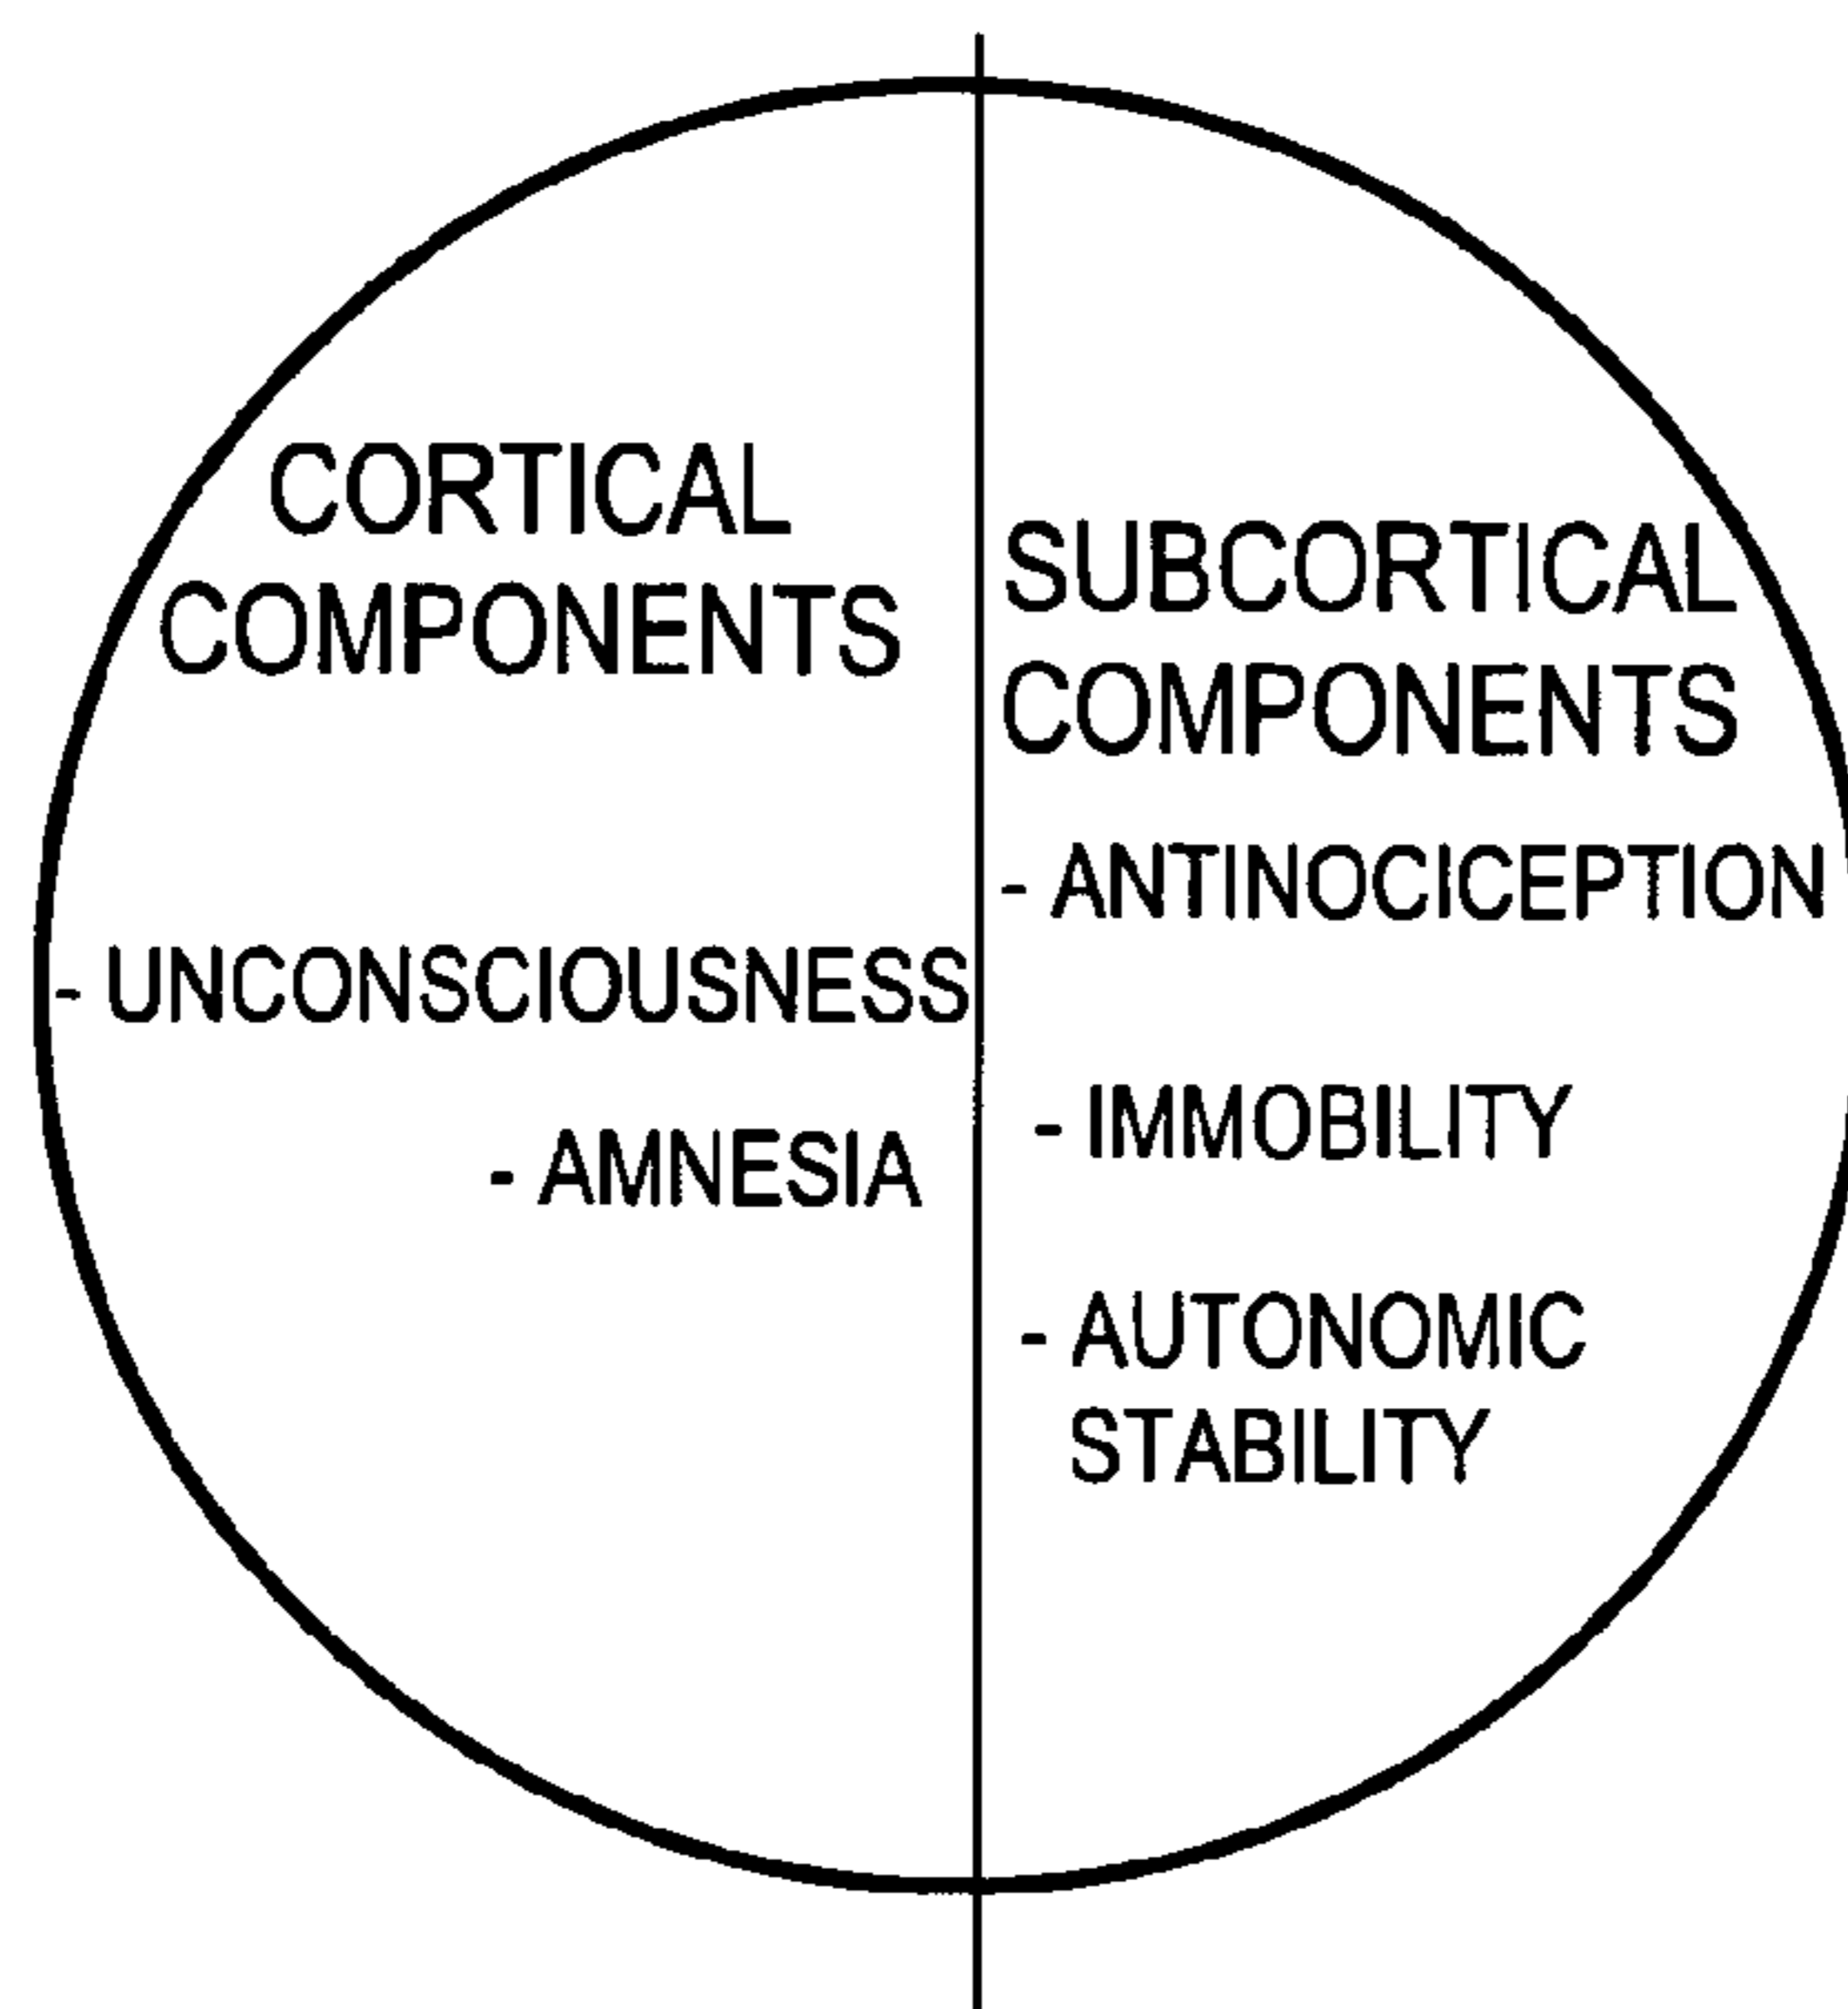 CORTICAL
COMPONENTS
- UNCONSCIOUSNESS
- AMNESIA
SUBCORTICAL
COMPONENTS
- ANTINOCICEPTION
- IMMOBILITY
- AUTONOMIC
STABILITY